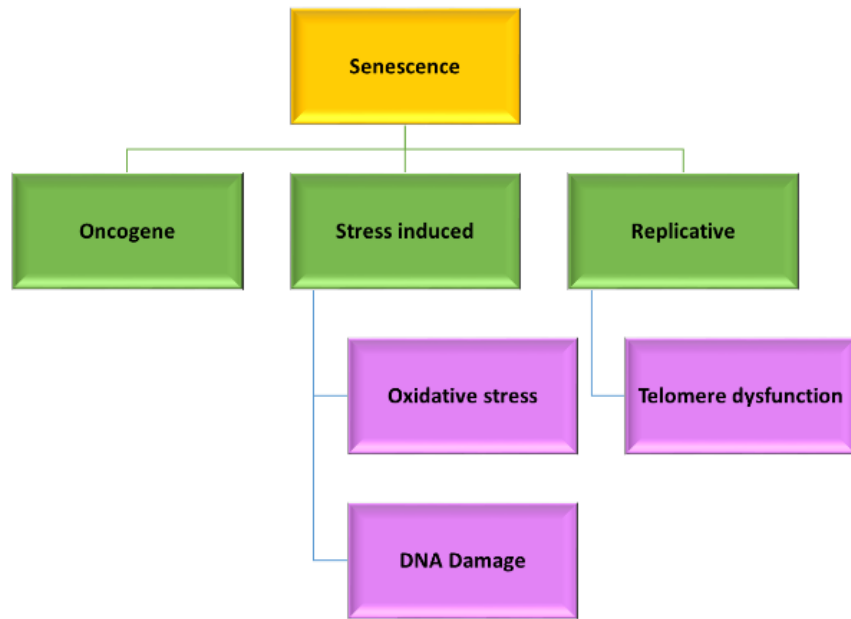 Senescence
Oncogene
Stress induced
Replicative
Oxidative stress
Telomere dysfunction
DNA Damage